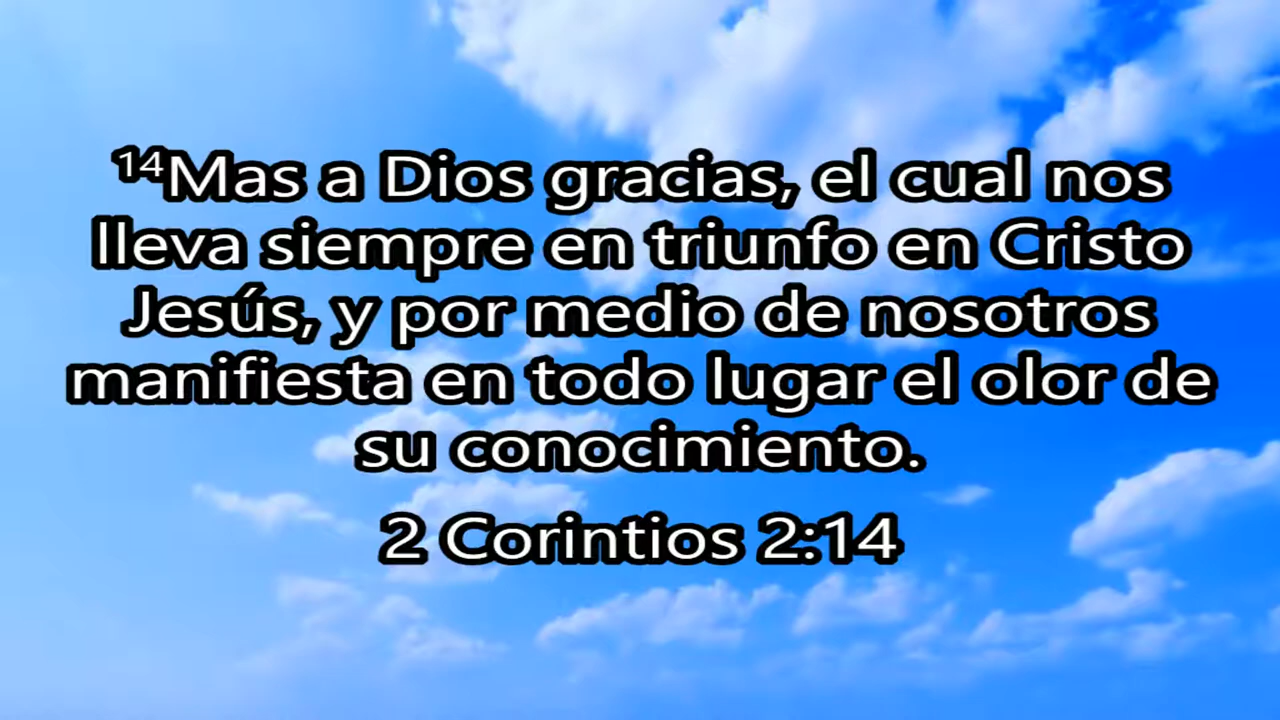 ¹⁴Mas a Dios gracias, el cual nos
lleva siempre en triunfo en Cristo
Jesús, y por medio de nosotros
manifiesta en todo lugar el olor de
su conocimiento.
2 Corintios 2:14